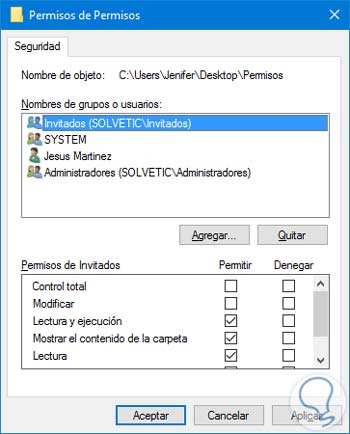 Permisos de Permisos
Seguridad
Nombre de objeto: C:\Users\Jenifer\Desktop\Permisos
Nombres de grupos o usuarios:
Invitados (SOLVETIC\Invitados)
SYSTEM
Jesus Martinez
Administradores (SOLVETIC\Administradores)
Agregar... Quitar
Permisos de Invitados Permitir Denegar
Control total
Modificar
Lectura y ejecución
Mostrar el contenido de la carpeta
Lectura
Aceptar Cancelar Aplicar